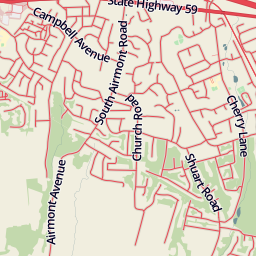 State Highway 59
Campbell Avenue
South Airmont Road
Church Road
Cherry Lane
Shuart Road
Airmont Avenue